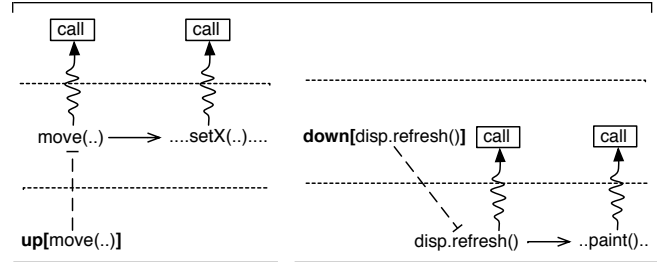 call call
move(..) ....setX(..)....
up[move(..)]
down[disp.refresh()] call call
disp.refresh() ..paint()..